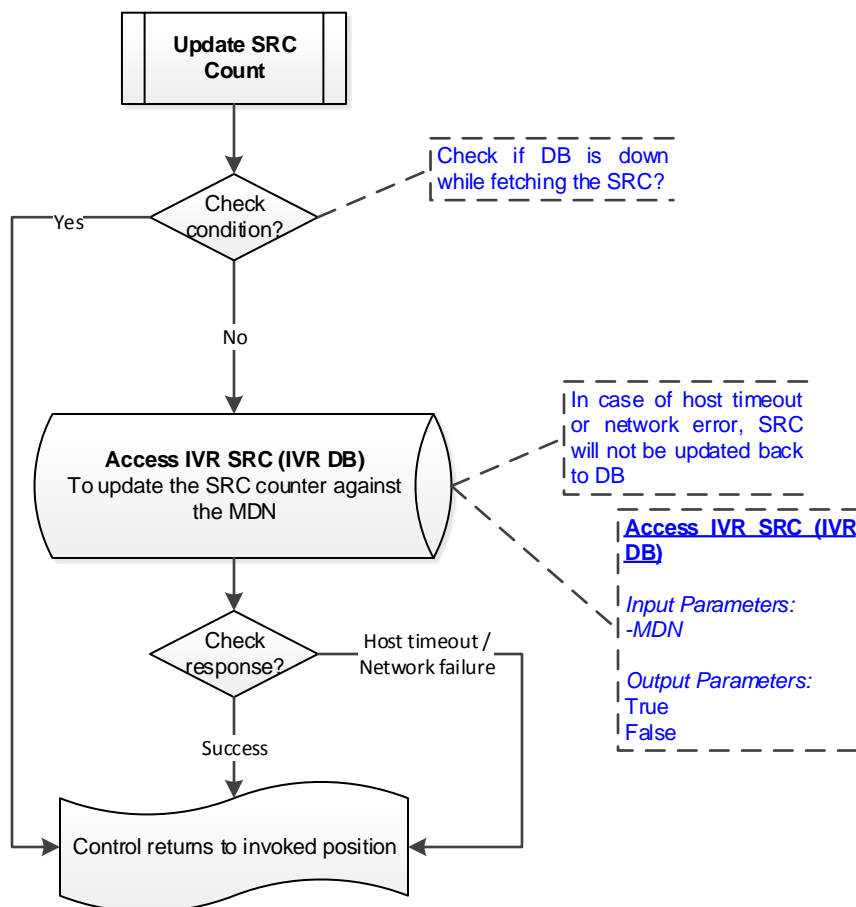 Update SRC
Count
Check if DB is down
while fetching the SRC?
Check
condition?
Yes
No
In case of host timeout
or network error, SRC
will not be updated back
to DB
Access IVR SRC (IVR DB)
To update the SRC counter against
the MDN
Access IVR SRC (IVR
DB)
Input Parameters:
-MDN
Output Parameters:
True
False
Check
response?
Host timeout /
Network failure
Success
Control returns to invoked position